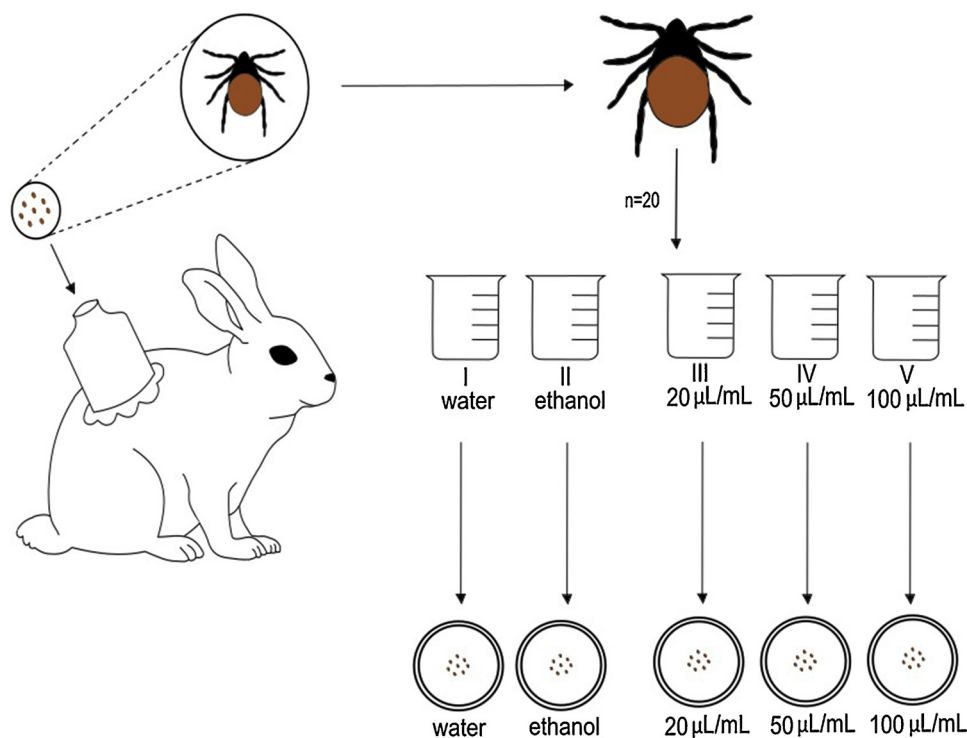 n=20
I
water
II
ethanol
III
20 µL/mL
IV
50 µL/mL
V
100 µL/mL
water
ethanol
20 µL/mL
50 µL/mL
100 µL/mL